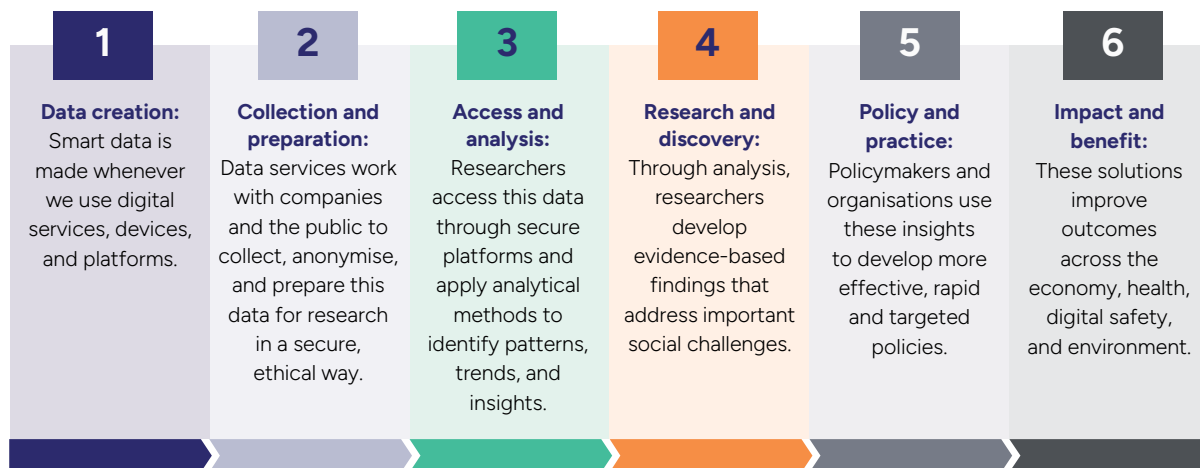 1
Data creation:
Smart data is
made whenever
we use digital
services, devices,
and platforms.
2
Collection and
preparation:
Data services work
with companies
and the public to
collect, anonymise,
and prepare this
data for research
in a secure,
ethical way.
3
Access and
analysis:
Researchers
access this data
through secure
platforms and
apply analytical
methods to
identify patterns,
trends, and
insights.
4
Research and
discovery:
Through analysis,
researchers
develop
evidence-based
findings that
address important
social challenges.
5
Policy and
practice:
Policymakers and
organisations use
these insights
to develop more
effective, rapid
and targeted
policies.
6
Impact and
benefit:
These solutions
improve
outcomes
across the
economy, health,
digital safety,
and environment.